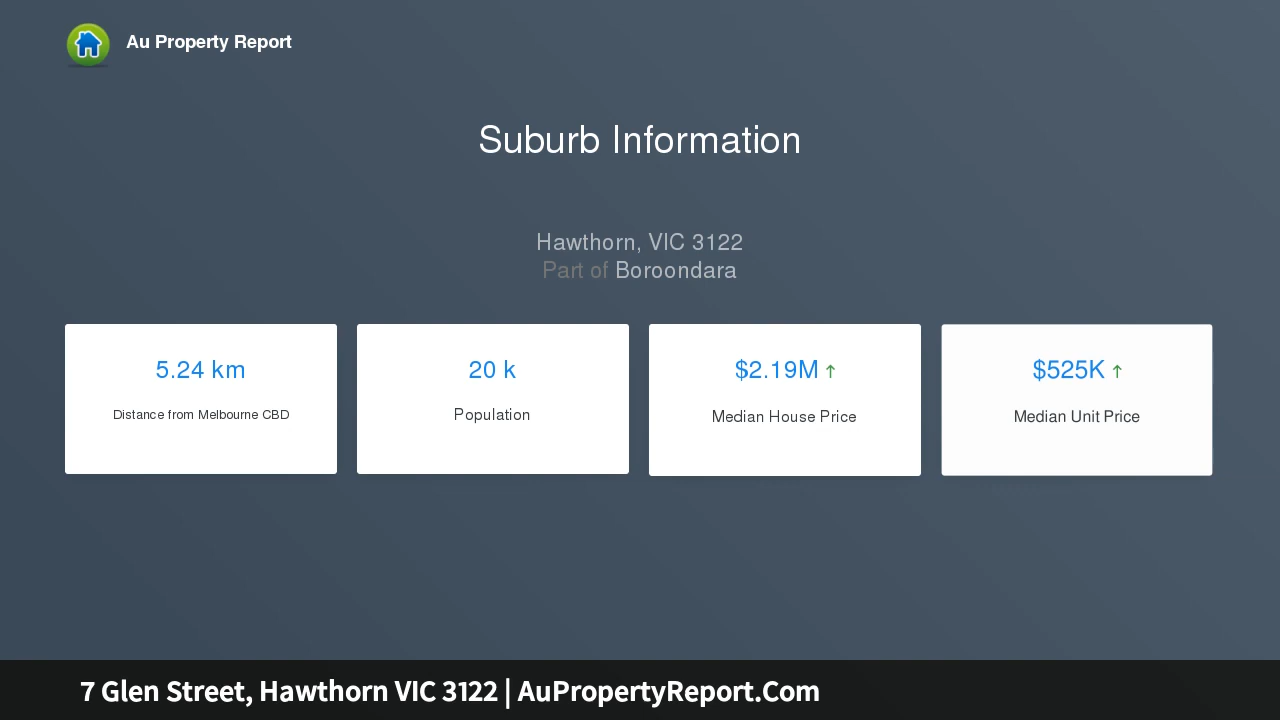 Au Property Report
Suburb Information
Hawthorn, VIC 3122
Part of Boroondara
5.24 km
Distance from Melbourne CBD
20 k
Population
$2.19M ↑
Median House Price
$525K ↑
Median Unit Price
7 Glen Street, Hawthorn VIC 3122 | AuPropertyReport.Com